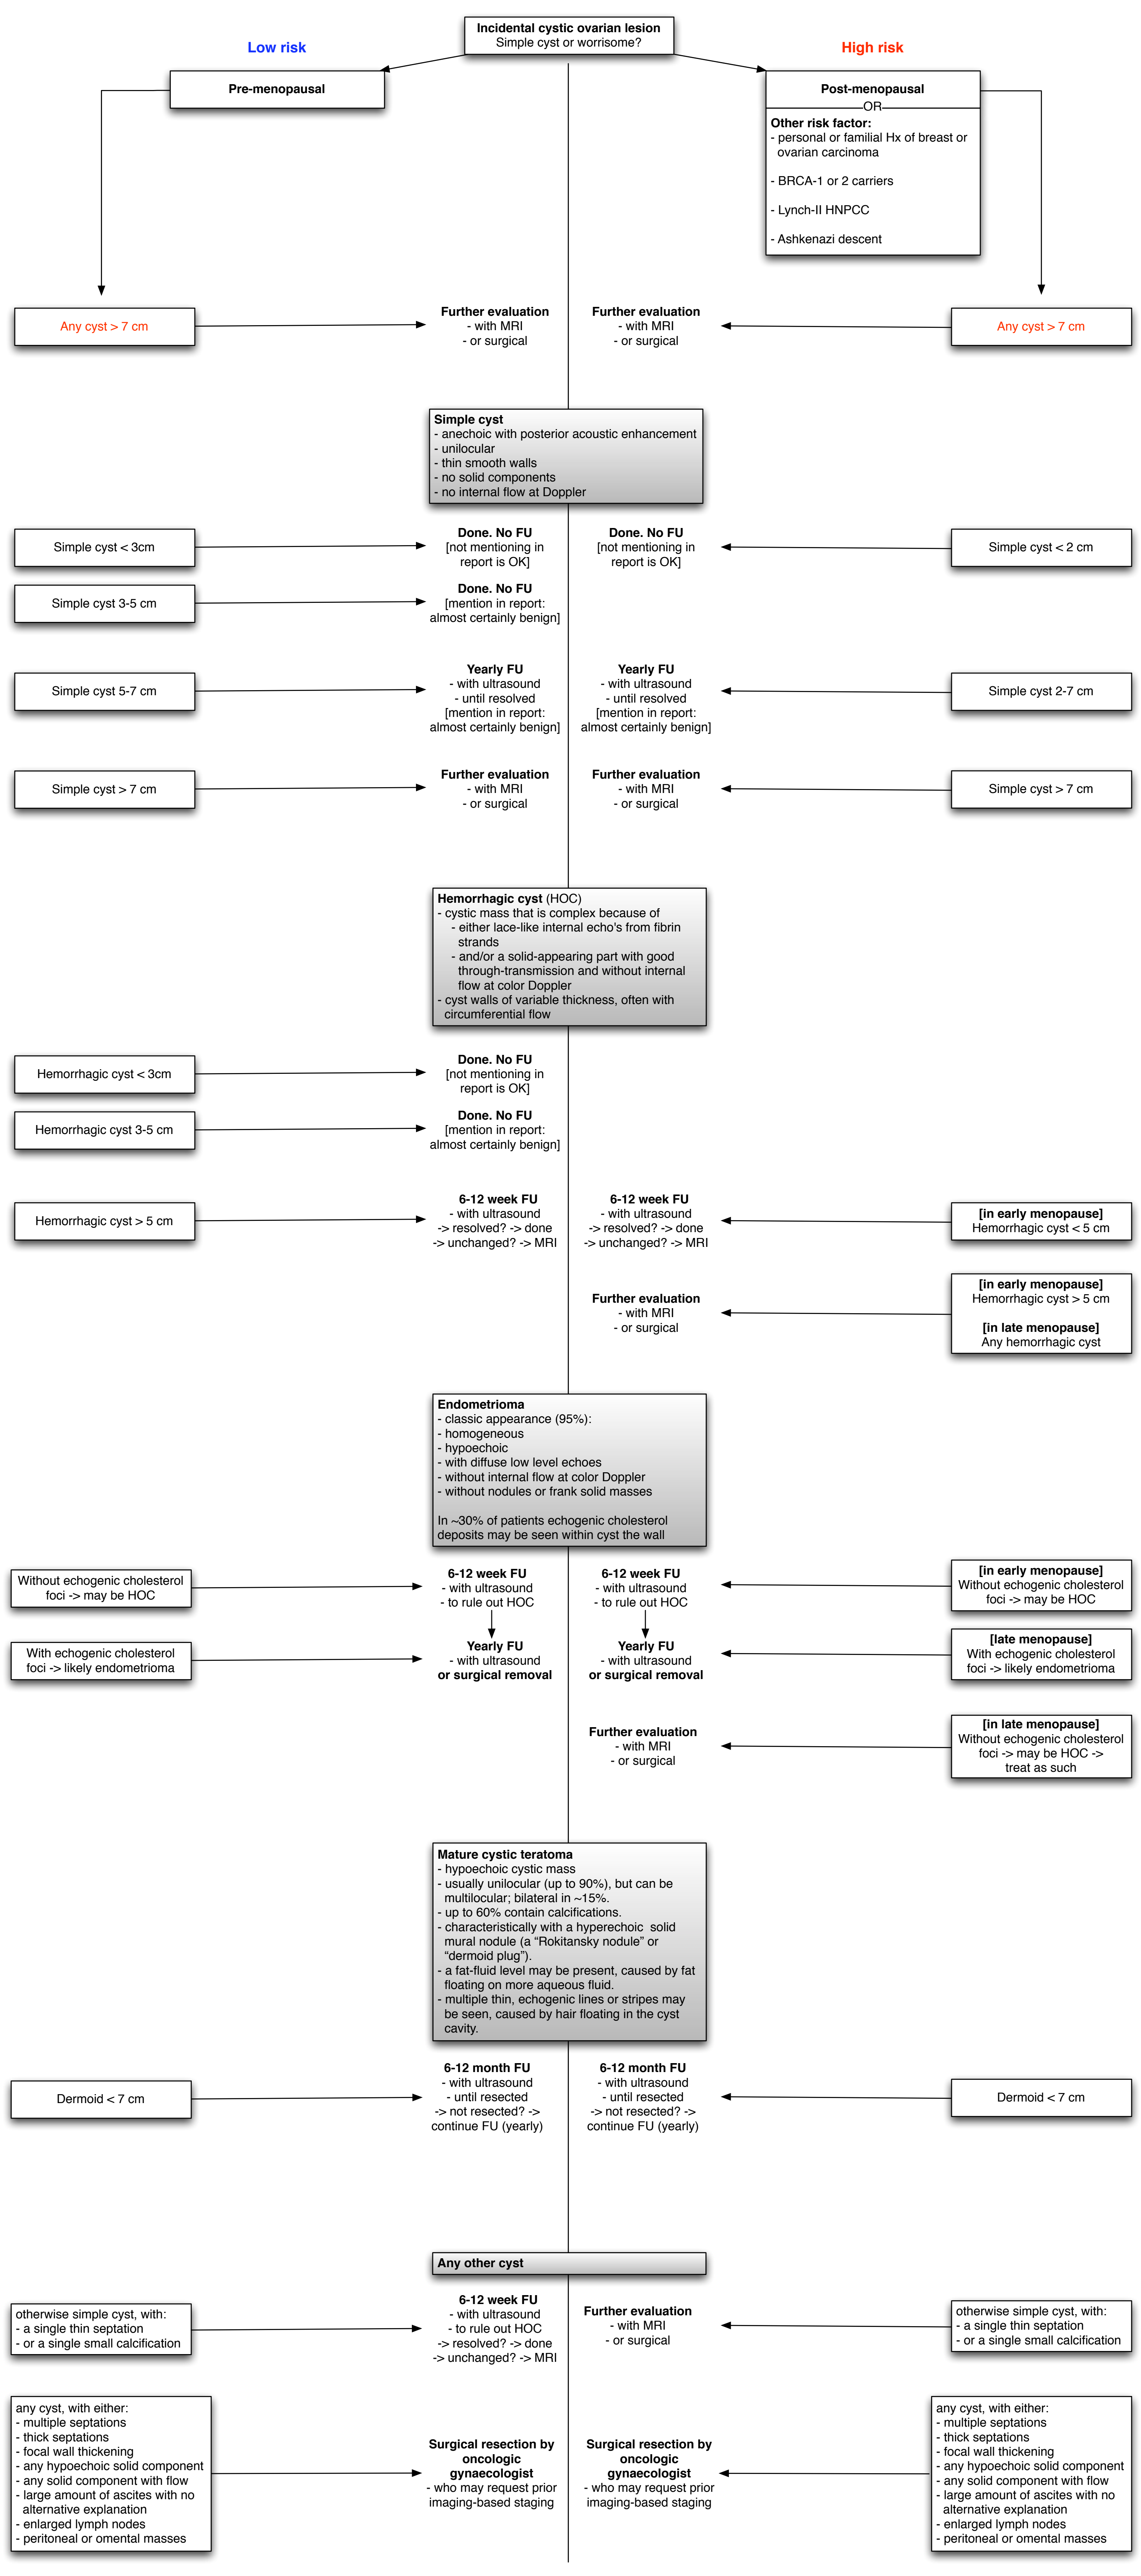 Incidental cystic ovarian lesion
Simple cyst or worrisome?
Low risk
High risk
Pre-menopausal
Post-menopausal
OR
Other risk factor:
- personal or familial Hx of breast or
ovarian carcinoma
- BRCA-1 or 2 carriers
- Lynch-II HNPCC
- Ashkenazi descent
Any cyst > 7 cm
Further evaluation
- with MRI
- or surgical
Further evaluation
- with MRI
- or surgical
Any cyst > 7 cm
Simple cyst
- anechoic with posterior acoustic enhancement
- unilocular
- thin smooth walls
- no solid components
- no internal flow at Doppler
Simple cyst < 3cm
Done. No FU
[not mentioning in
report is OK]
Done. No FU
[not mentioning in
report is OK]
Simple cyst < 2 cm
Simple cyst 3-5 cm
Done. No FU
[mention in report:
almost certainly benign]
Simple cyst 5-7 cm
Yearly FU
- with ultrasound
- until resolved
[mention in report:
almost certainly benign]
Yearly FU
- with ultrasound
- until resolved
[mention in report:
almost certainly benign]
Simple cyst 2-7 cm
Simple cyst > 7 cm
Further evaluation
- with MRI
- or surgical
Further evaluation
- with MRI
- or surgical
Simple cyst > 7 cm
Hemorrhagic cyst (HOC)
- cystic mass that is complex because of
- either lace-like internal echo's from fibrin
strands
- and/or a solid-appearing part with good
through-transmission and without internal
flow at color Doppler
- cyst walls of variable thickness, often with
circumferential flow
Hemorrhagic cyst < 3cm
Done. No FU
[not mentioning in
report is OK]
Hemorrhagic cyst 3-5 cm
Done. No FU
[mention in report:
almost certainly benign]
Hemorrhagic cyst > 5 cm
6-12 week FU
- with ultrasound
-> resolved? -> done
-> unchanged? -> MRI
6-12 week FU
- with ultrasound
-> resolved? -> done
-> unchanged? -> MRI
[in early menopause]
Hemorrhagic cyst < 5 cm
Further evaluation
- with MRI
- or surgical
[in early menopause]
Hemorrhagic cyst > 5 cm
[in late menopause]
Any hemorrhagic cyst
Endometrioma
- classic appearance (95%):
- homogeneous
- hypoechoic
- with diffuse low level echoes
- without internal flow at color Doppler
- without nodules or frank solid masses
In ~30% of patients echogenic cholesterol
deposits may be seen within cyst the wall
Without echogenic cholesterol
foci -> may be HOC
6-12 week FU
- with ultrasound
- to rule out HOC
6-12 week FU
- with ultrasound
- to rule out HOC
[in early menopause]
Without echogenic cholesterol
foci -> may be HOC
With echogenic cholesterol
foci -> likely endometrioma
Yearly FU
- with ultrasound
or surgical removal
Yearly FU
- with ultrasound
or surgical removal
[late menopause]
With echogenic cholesterol
foci -> likely endometrioma
Further evaluation
- with MRI
- or surgical
[in late menopause]
Without echogenic cholesterol
foci -> may be HOC ->
treat as such
Mature cystic teratoma
- hypoechoic cystic mass
- usually unilocular (up to 90%), but can be
multilocular; bilateral in ~15%.
- up to 60% contain calcifications.
- characteristically with a hyperechoic solid
mural nodule (a “Rokitansky nodule” or
“dermoid plug”).
- a fat-fluid level may be present, caused by fat
floating on more aqueous fluid.
- multiple thin, echogenic lines or stripes may
be seen, caused by hair floating in the cyst
cavity.
Dermoid < 7 cm
6-12 month FU
- with ultrasound
- until resected
-> not resected? ->
continue FU (yearly)
6-12 month FU
- with ultrasound
- until resected
-> not resected? ->
continue FU (yearly)
Dermoid < 7 cm
Any other cyst
otherwise simple cyst, with:
- a single thin septation
- or a single small calcification
6-12 week FU
- with ultrasound
- to rule out HOC
-> resolved? -> done
-> unchanged? -> MRI
Further evaluation
- with MRI
- or surgical
otherwise simple cyst, with:
- a single thin septation
- or a single small calcification
any cyst, with either:
- multiple septations
- thick septations
- focal wall thickening
- any hypoechoic solid component
- any solid component with flow
- large amount of ascites with no
alternative explanation
- enlarged lymph nodes
- peritoneal or omental masses
Surgical resection by
oncologic
gynaecologist
- who may request prior
imaging-based staging
Surgical resection by
oncologic
gynaecologist
- who may request prior
imaging-based staging
any cyst, with either:
- multiple septations
- thick septations
- focal wall thickening
- any hypoechoic solid component
- any solid component with flow
- large amount of ascites with no
alternative explanation
- enlarged lymph nodes
- peritoneal or omental masses